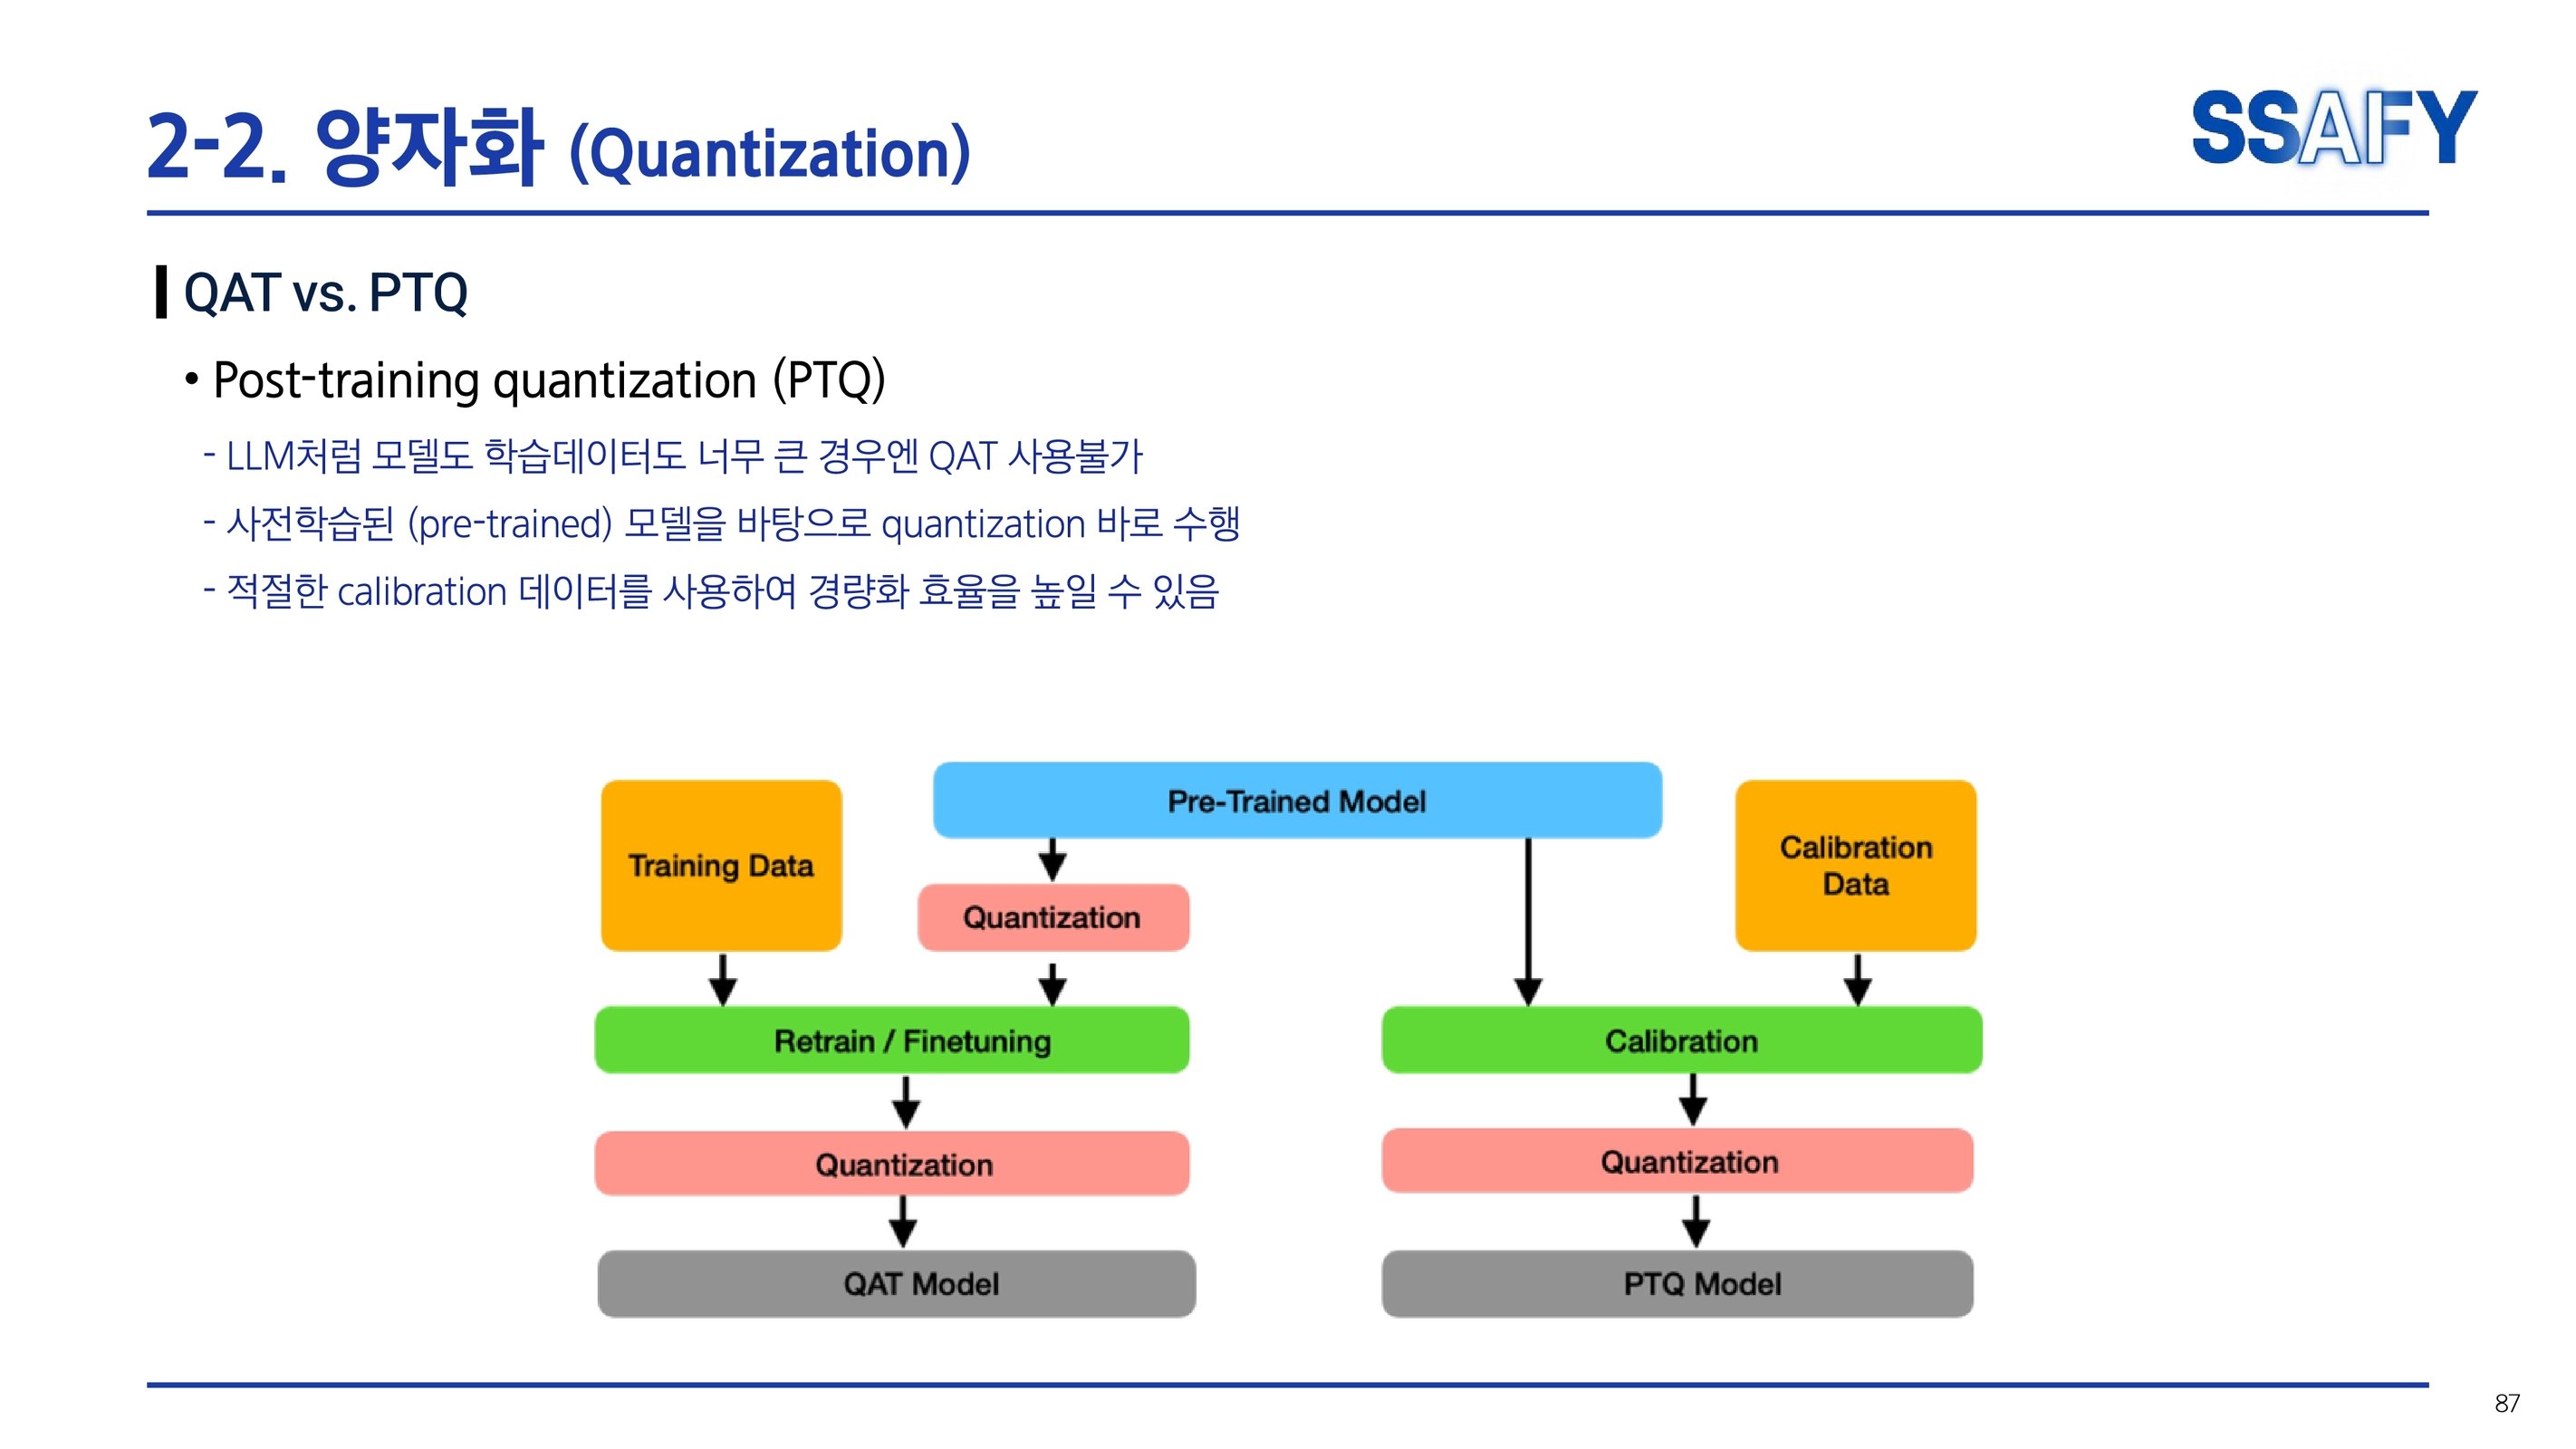 2-2. 양자화 (Quantization)
SSAFY
QAT vs. PTQ
• Post-training quantization (PTQ)
- LLM처럼 모델도 학습데이터도 너무 큰 경우엔 QAT 사용불가
- 사전학습된 (pre-trained) 모델을 바탕으로 quantization 바로 수행
- 적절한 calibration 데이터를 사용하여 경량화 효율을 높일 수 있음
Pre-Trained Model
Training Data
Calibration
Data
Quantization
Retrain / Finetuning
Calibration
Quantization
Quantization
QAT Model
PTQ Model
87